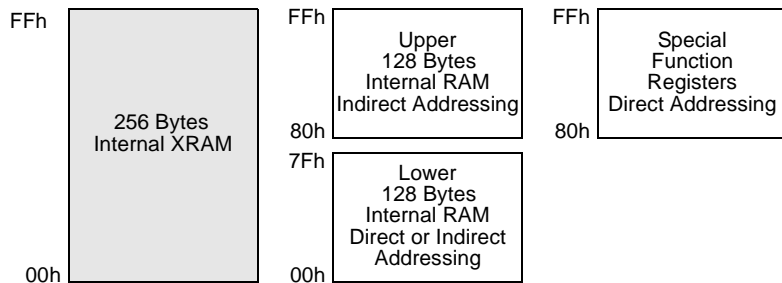 FFh
256 Bytes
Internal XRAM
00h
FFh
Upper
128 Bytes
Internal RAM
Indirect Addressing
80h
7Fh
Lower
128 Bytes
Internal RAM
Direct or Indirect
Addressing
00h
FFh
Special
Function
Registers
Direct Addressing
80h